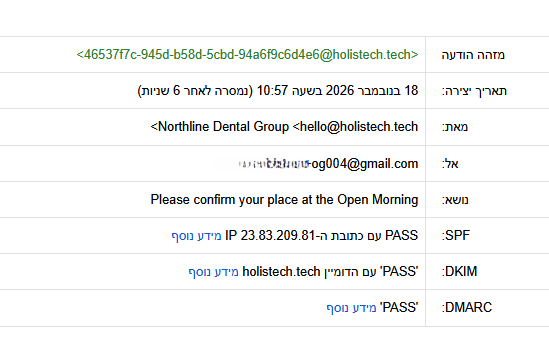 מזהה הודעה <46537f7c-945d-b58d-5cbd-94a6f9c6d4e6@holistech.tech>
תאריך יצירה: 18 בנובמבר 2026 בשעה 10:57 (נמסרה לאחר 6 שניות)
מאת: Northline Dental Group <hello@holistech.tech>
אל: +og004@gmail.com
נושא: Please confirm your place at the Open Morning
SPF: PASS עם כתובת ה-IP 23.83.209.81 מידע נוסף
DKIM: 'PASS' עם הדומיין holistech.tech מידע נוסף
DMARC: 'PASS' מידע נוסף